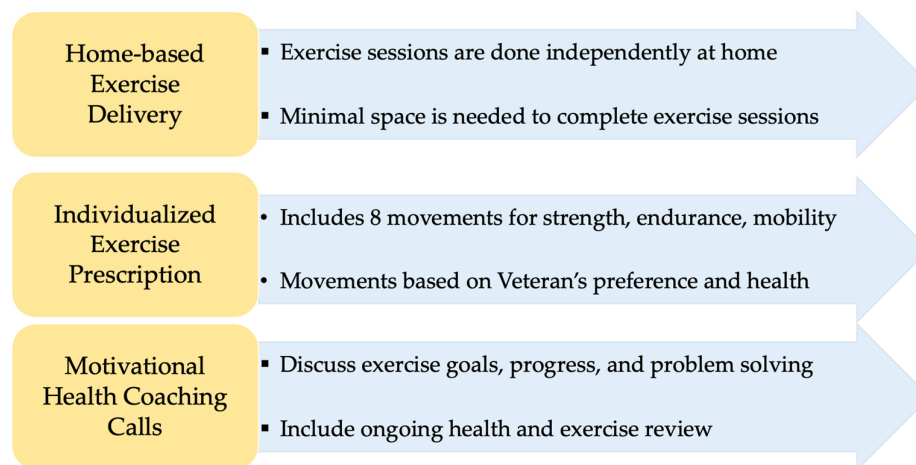 Home-based
Exercise
Delivery
▪ Exercise sessions are done independently at home
▪ Minimal space is needed to complete exercise sessions
Individualized
Exercise
Prescription
• Includes 8 movements for strength, endurance, mobility
• Movements based on Veteran’s preference and health
Motivational
Health Coaching
Calls
▪ Discuss exercise goals, progress, and problem solving
▪ Include ongoing health and exercise review